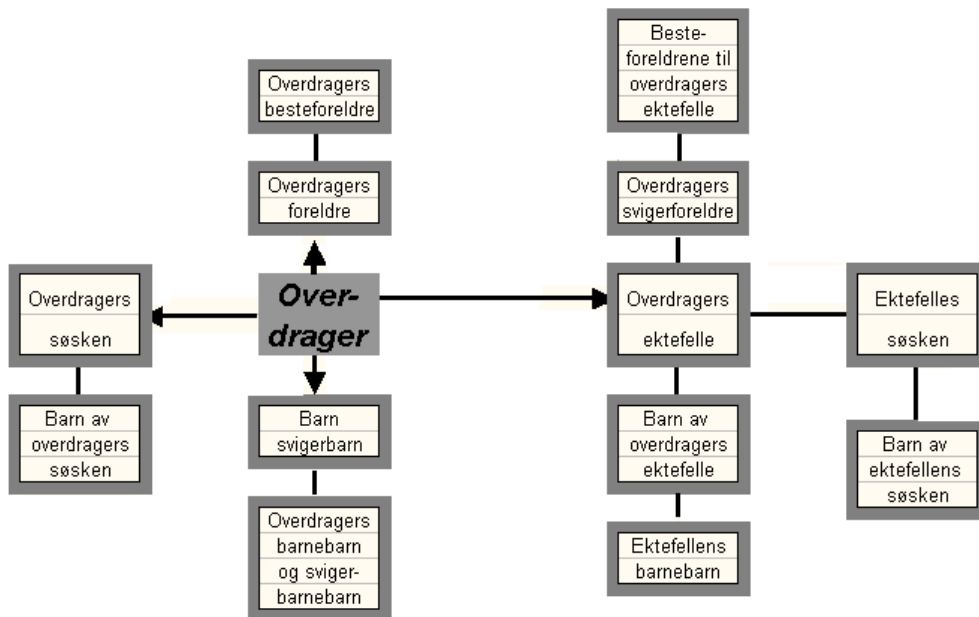 Overdragers
besteforeldre
Overdragers
foreldre
Over-
drager
Overdragers
søsken
Barn av
overdragers
søsken
Barn
svigerbarn
Overdragers
barnebarn
og sviger-
barnebarn
Beste-
foreldrene til
overdragers
ektefelle
Overdragers
svigerforeldre
Overdragers
ektefelle
Barn av
overdragers
ektefelle
Ektefellens
barnebarn
Ektefelles
søsken
Barn av
ektefellens
søsken